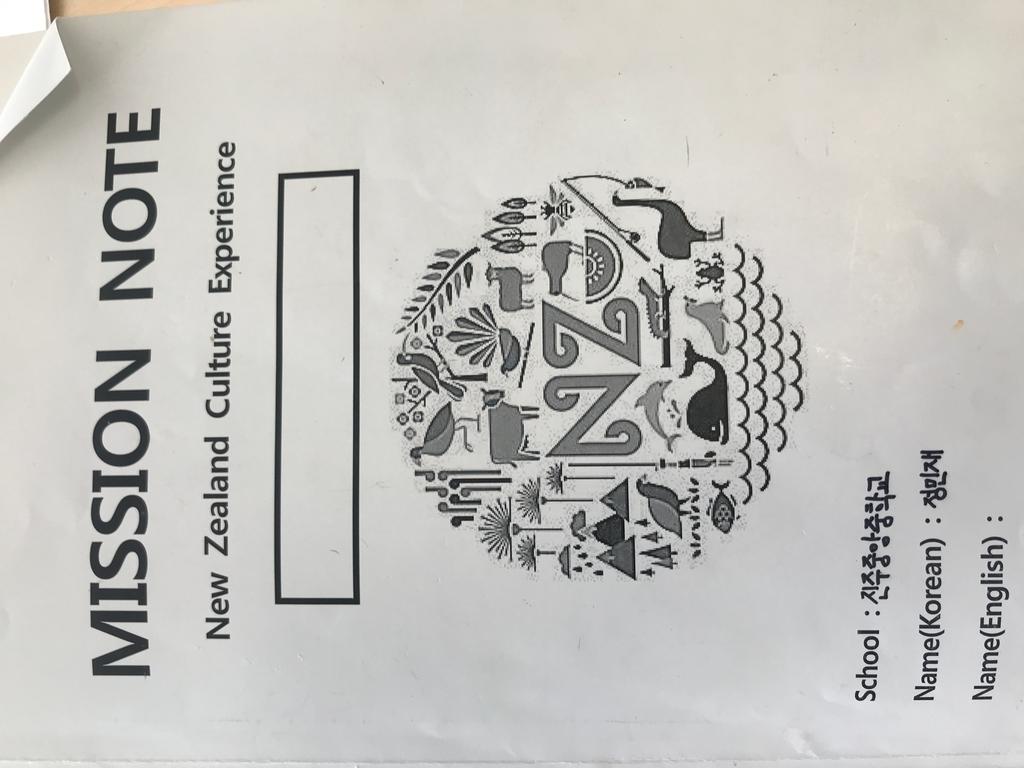 MISSION NOTE
New Zealand Culture Experience
NZ
School : 진주중앙중학교
Name(Korean) : 정민재
Name(English) :